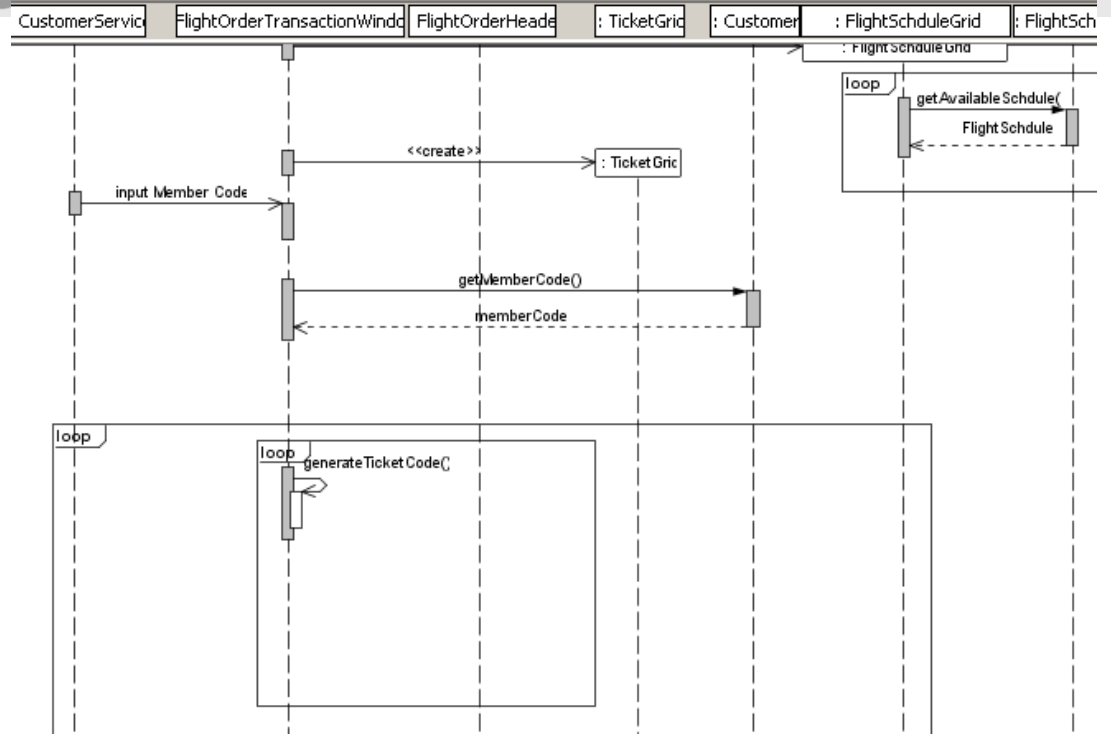 CustomerServic
FlightOrderTransactionWindo
FlightOrderHeade
: TicketGrid
: Customer
: FlightSchduleGrid
: FlightSch
: FlightSchduleGrid
loop
getAvailableSchdule(
FlightSchdule
<<create>>
: TicketGrid
input Member Code
getMemberCode()
memberCode
loop
loop
generateTicketCode()